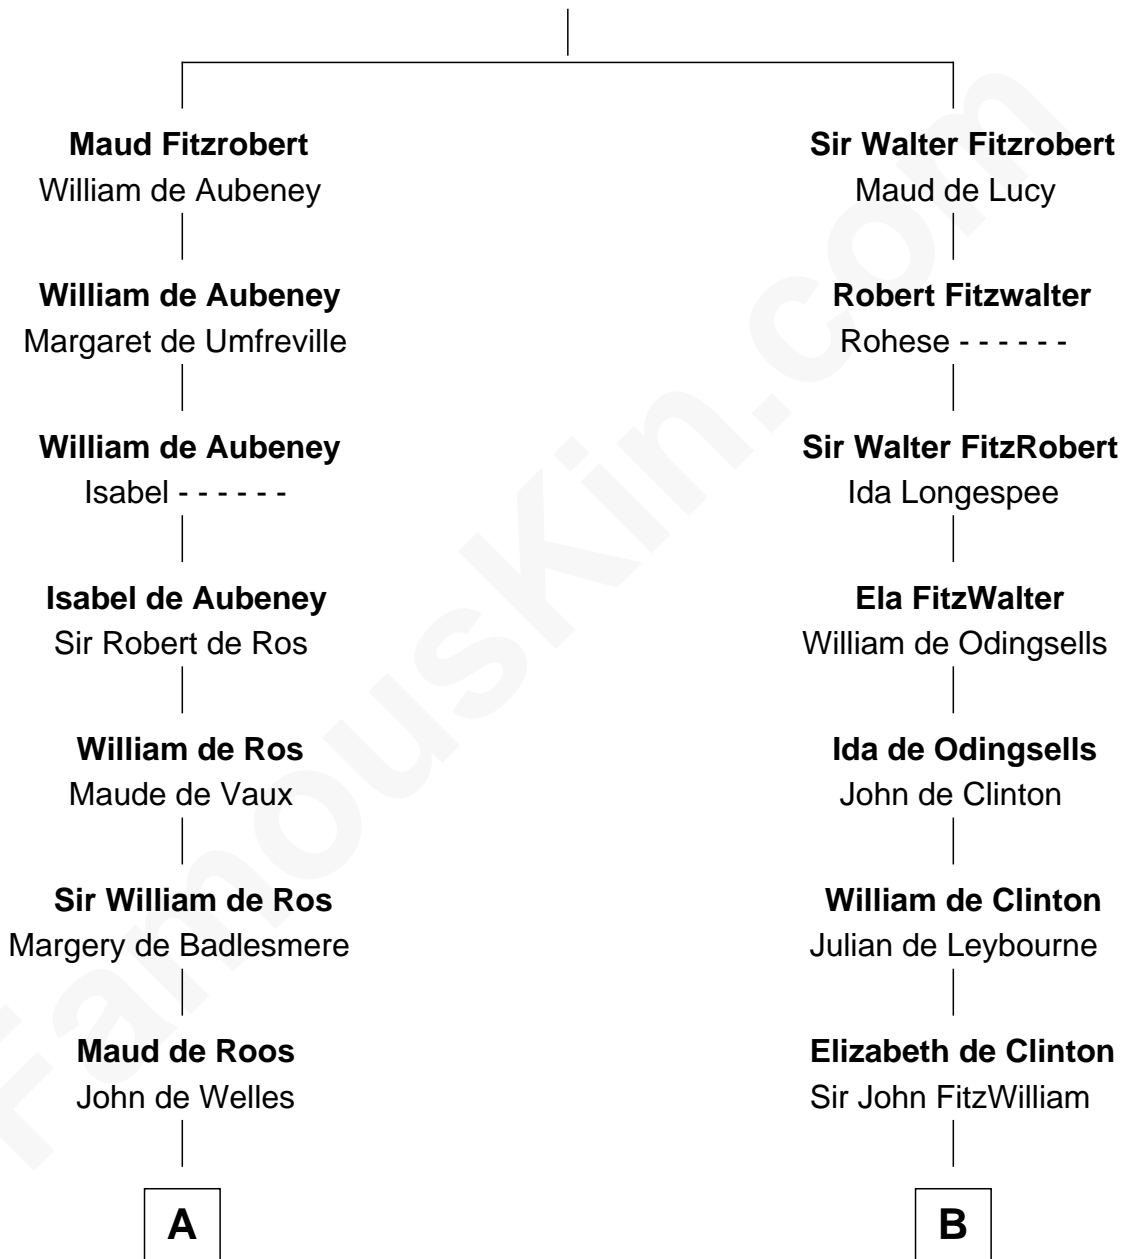 Maud Fitzrobert
William de Aubeney
Sir Walter Fitzrobert
Maud de Lucy
William de Aubeney
Margaret de Umfreville
Robert Fitzwalter
Rohese - - - - - -
William de Aubeney
Isabel - - - - - -
Sir Walter FitzRobert
Ida Longespee
Isabel de Aubeney
Sir Robert de Ros
Ela FitzWalter
William de Odingsells
William de Ros
Maude de Vaux
Ida de Odingsells
John de Clinton
Sir William de Ros
Margery de Badlesmere
William de Clinton
Julian de Leybourne
Maud de Roos
John de Welles
Elizabeth de Clinton
Sir John FitzWilliam
A
B
FamousKin.com